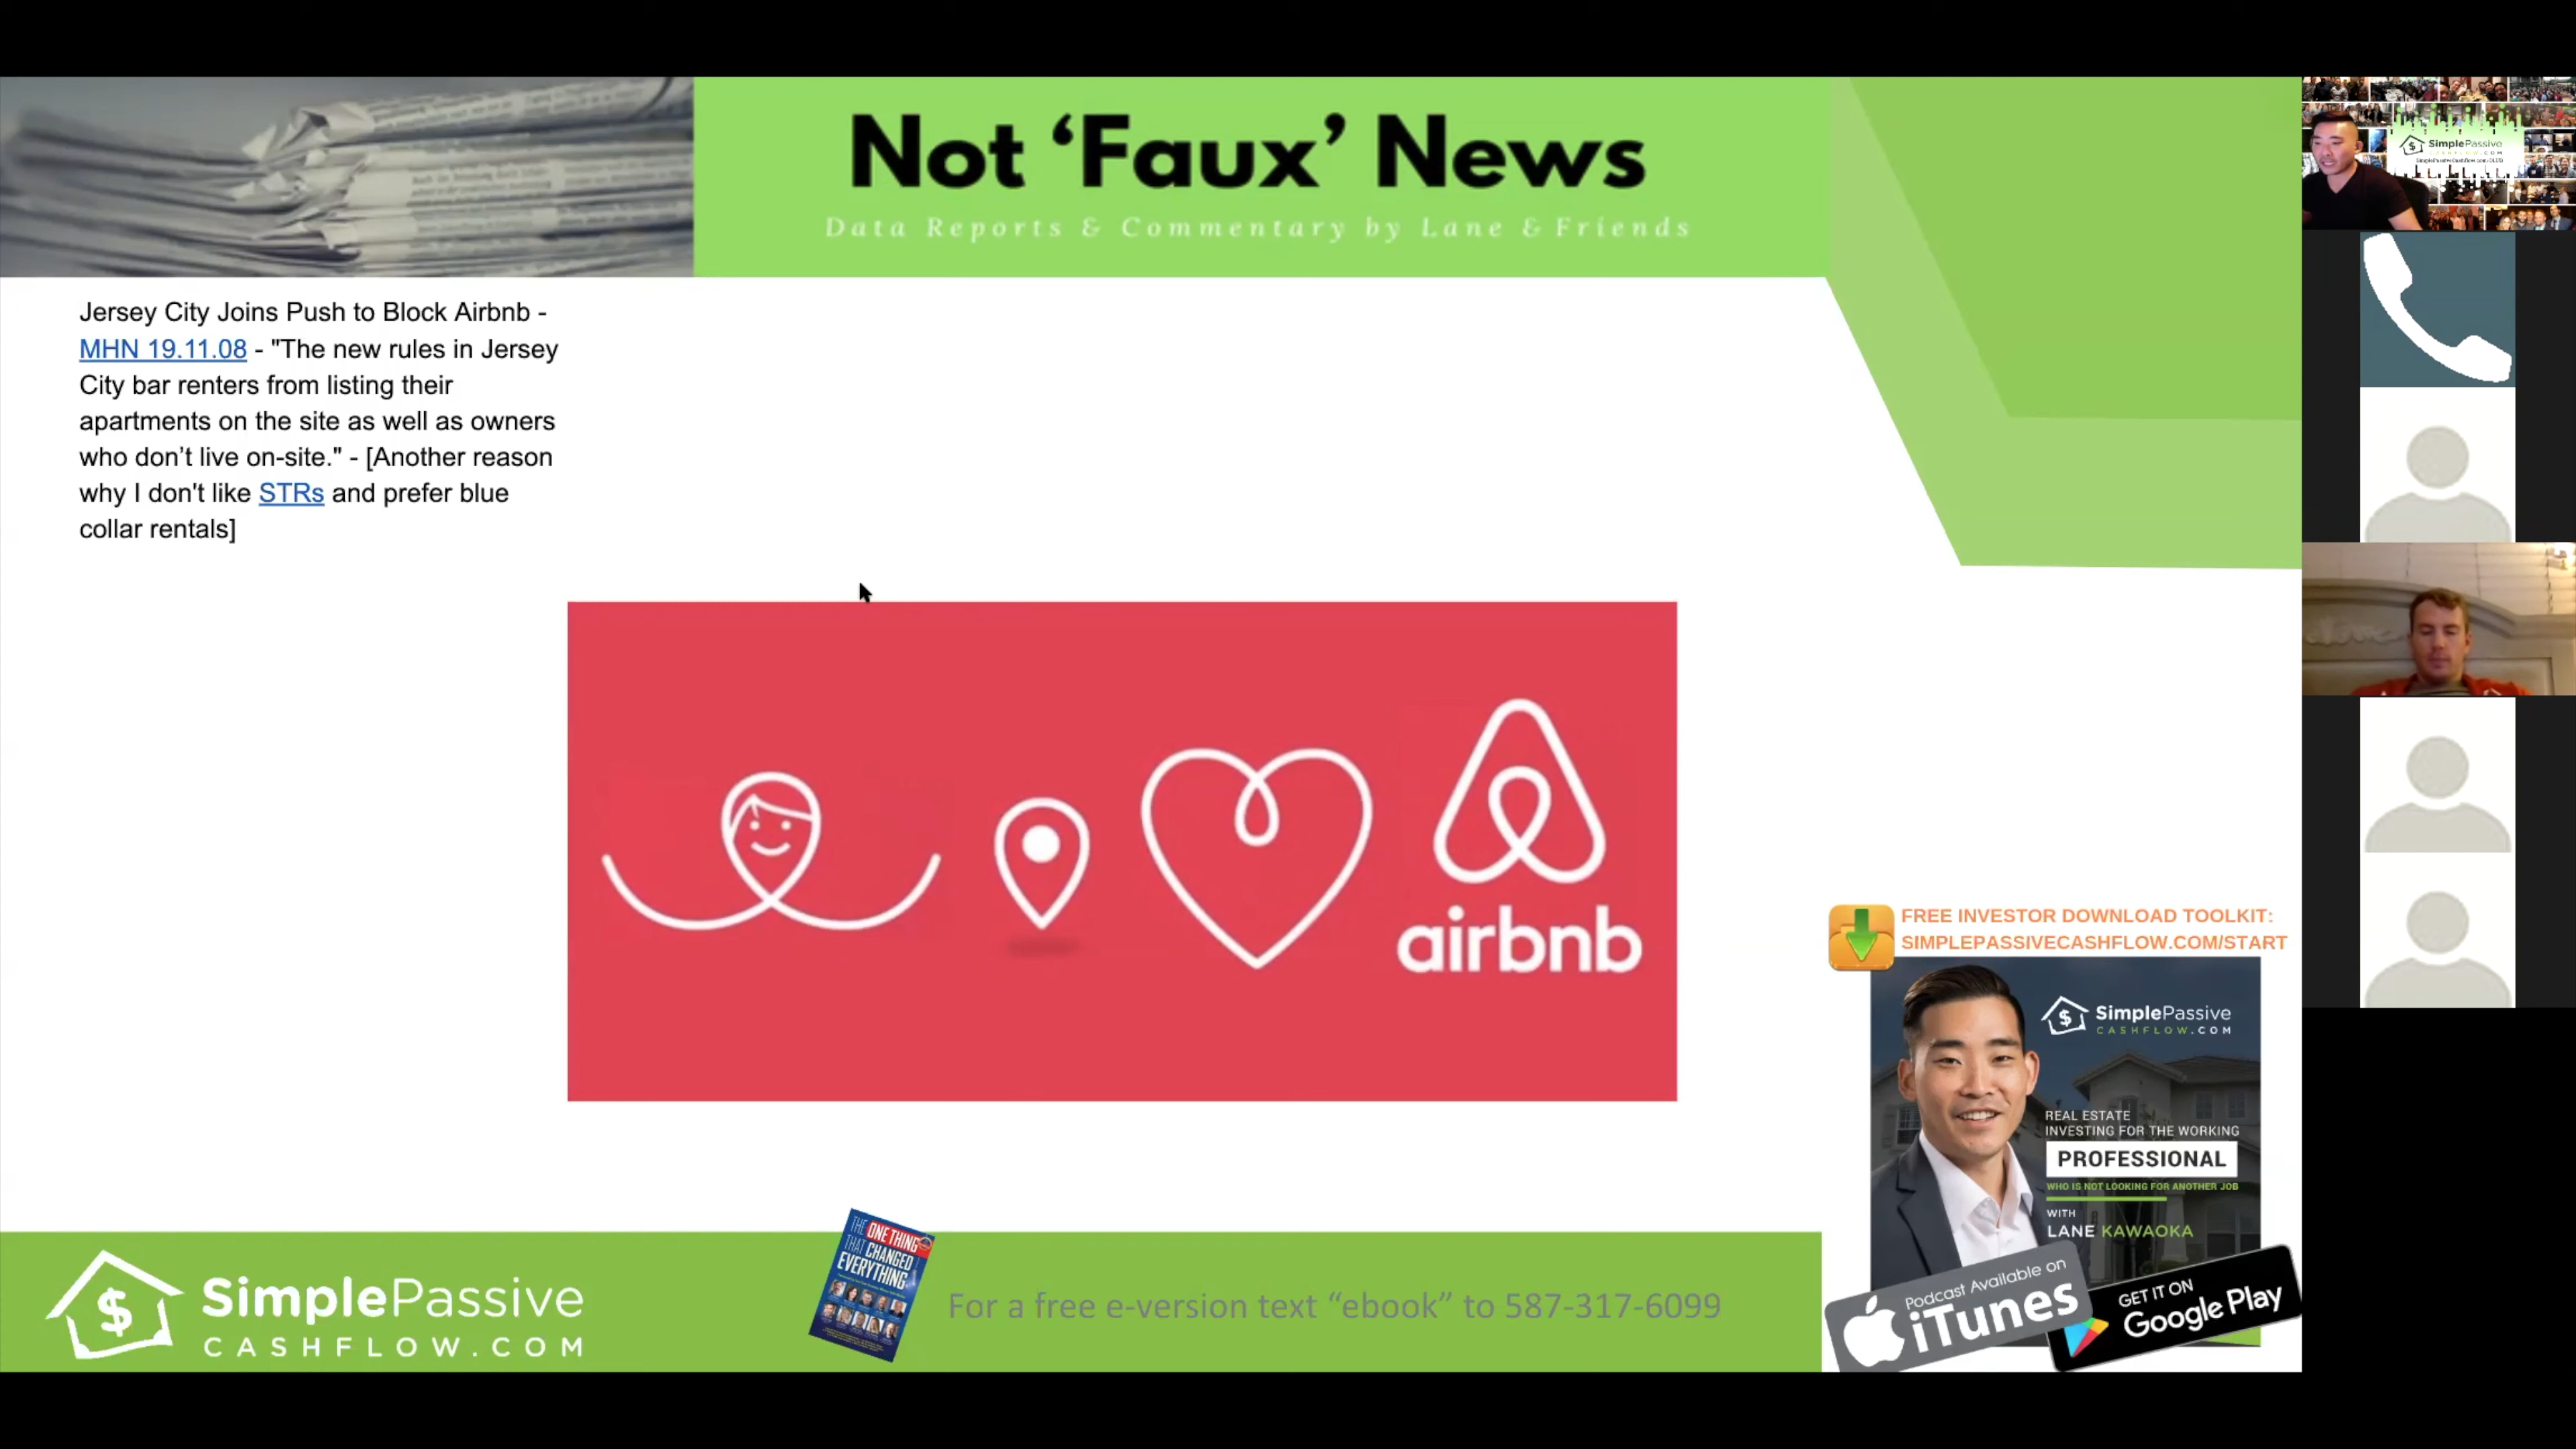 Not ‘Faux’ News
Data Reports & Commentary by Lane & Friends
Jersey City Joins Push to Block Airbnb -
MHN 19.11.08 - "The new rules in Jersey
City bar renters from listing their
apartments on the site as well as owners
who don’t live on-site." - [Another reason
why I don't like STRs and prefer blue
collar rentals]
airbnb
FREE INVESTOR DOWNLOAD TOOLKIT:
SIMPLEPASSIVECASHFLOW.COM/START
SimplePassive
CASHFLOW.COM
REAL ESTATE
INVESTING FOR THE WORKING
PROFESSIONAL
WHO IS NOT LOOKING FOR ANOTHER JOB
WITH
LANE KAWAOKA
Podcast Available on
iTunes
GET IT ON
Google Play
SimplePassive
CASHFLOW.COM
THE ONE THING
THAT CHANGED
EVERYTHING
For a free e-version text “ebook” to 587-317-6099
SimplePassive